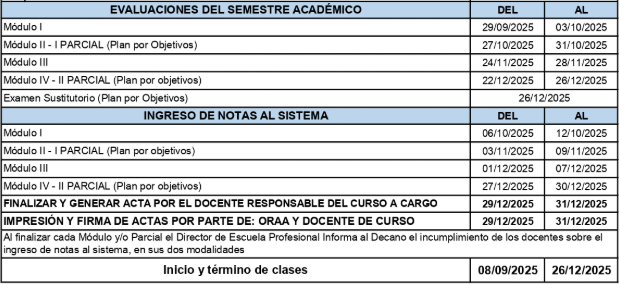 EVALUACIONES DEL SEMESTRE ACADÉMICO DEL AL
Módulo I 29/09/2025 03/10/2025
Módulo II - I PARCIAL (Plan por Objetivos) 27/10/2025 31/10/2025
Módulo III 24/11/2025 28/11/2025
Módulo IV - II PARCIAL (Plan por objetivos) 22/12/2025 26/12/2025
Examen Sustitutorio (Plan por Objetivos) 26/12/2025
INGRESO DE NOTAS AL SISTEMA DEL AL
Módulo I 06/10/2025 12/10/2025
Módulo II - I PARCIAL (Plan por objetivos) 03/11/2025 09/11/2025
Módulo III 01/12/2025 07/12/2025
Módulo IV - II PARCIAL (Plan por objetivos) 27/12/2025 30/12/2025
FINALIZAR Y GENERAR ACTA POR EL DOCENTE RESPONSABLE DEL CURSO A CARGO 29/12/2025 31/12/2025
IMPRESIÓN Y FIRMA DE ACTAS POR PARTE DE: ORAA Y DOCENTE DE CURSO 29/12/2025 31/12/2025
Al finalizar cada Módulo y/o Parcial el Director de Escuela Profesional Informa al Decano el incumplimiento de los docentes sobre el
ingreso de notas al sistema, en sus dos modalidades
Inicio y término de clases 08/09/2025 26/12/2025